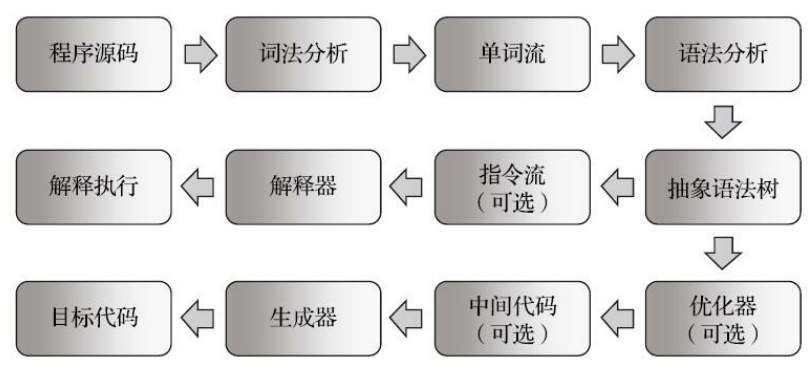 程序源码
词法分析
单词流
语法分析
解释执行
解释器
指令流
（可选）
抽象语法树
目标代码
生成器
中间代码
（可选）
优化器
（可选）